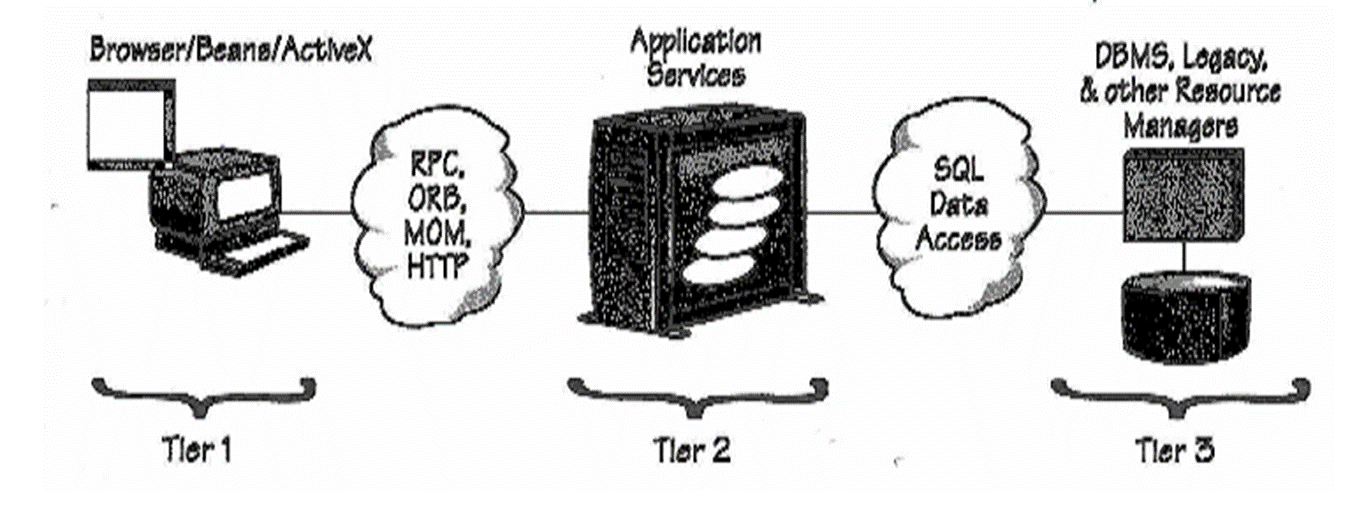 Browser/Beans/ActiveX
Application
Services
DBMS, Legacy,
& other Resource
Managers
RPC,
ORB,
MOM,
HTTP
SQL
Data
Access
Tier 1
Tier 2
Tier 3